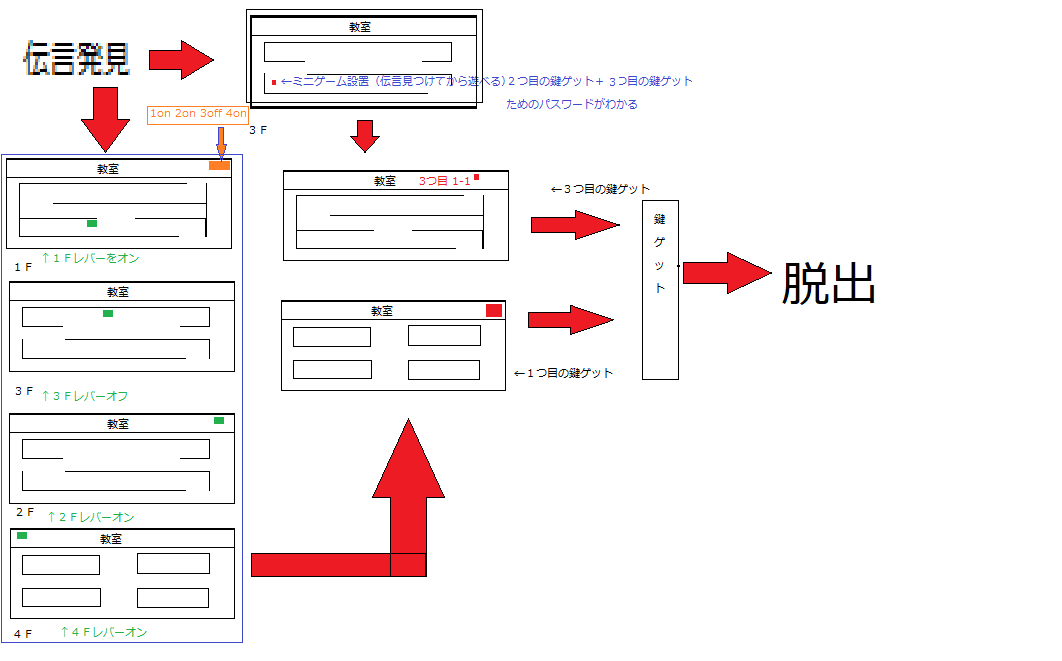 伝言発見
教室
←ミニゲーム設置（伝言見つけてから遊べる）２つ目の鍵ゲット＋３つ目の鍵ゲット
ためのパスワードがわかる
３Ｆ
1on 2on 3off 4on
教室
↑１Ｆレバーをオン
１Ｆ
教室
３Ｆ
↑３Ｆレバーオフ
教室
２Ｆ
↑２Ｆレバーオン
教室
４Ｆ
↑４Ｆレバーオン
教室
3つ目 1-1
←３つ目の鍵ゲット
教室
←１つ目の鍵ゲット
鍵
ゲ
ッ
ト
脱出